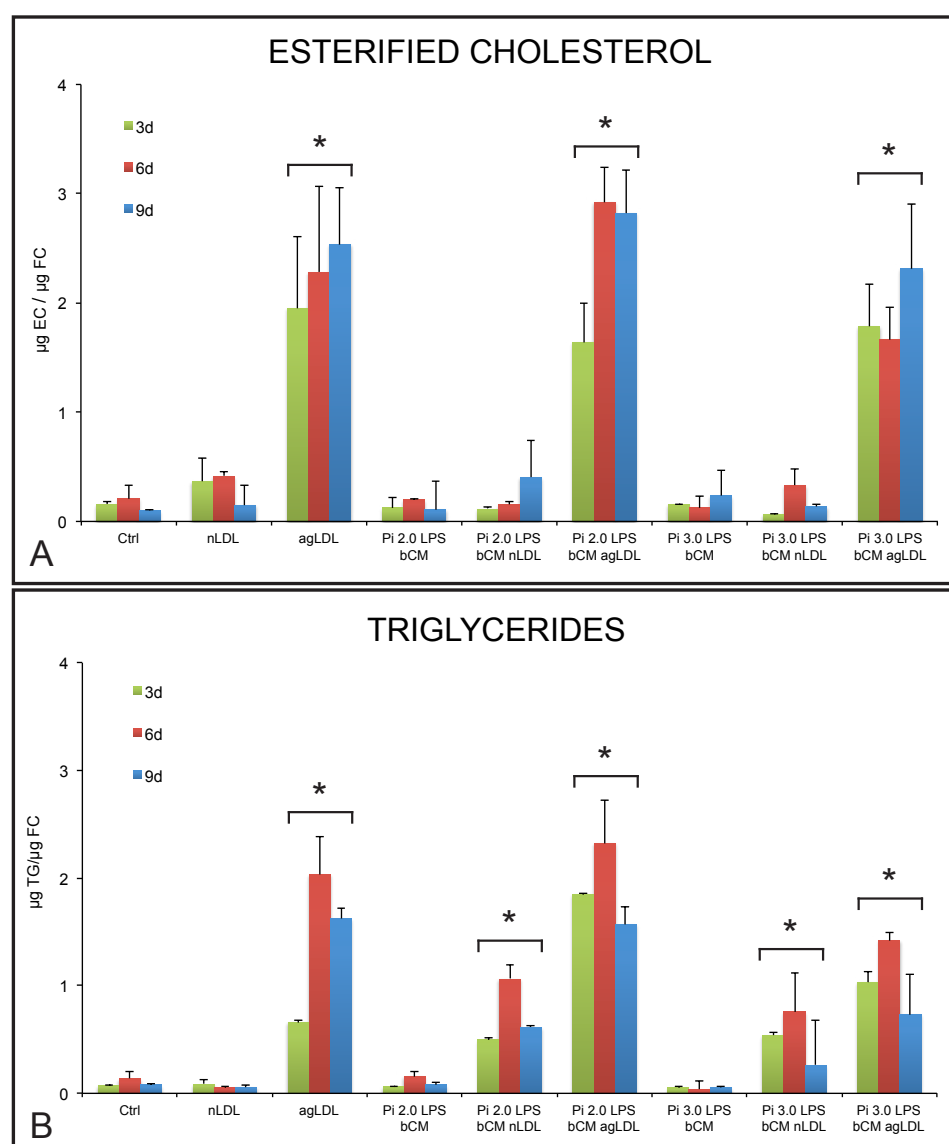 ESTERIFIED CHOLESTEROL
4
3
2
1
0
µg EC / µg FC
3d
6d
9d
*
*
*
Ctrl
nLDL
agLDL
Pi 2.0 LPS
bCM
Pi 2.0 LPS
bCM nLDL
Pi 2.0 LPS
bCM agLDL
Pi 3.0 LPS
bCM
Pi 3.0 LPS
bCM nLDL
Pi 3.0 LPS
bCM agLDL
A
TRIGLYCERIDES
4
3
2
1
0
µg TG/µg FC
3d
6d
9d
*
*
*
*
*
Ctrl
nLDL
agLDL
Pi 2.0 LPS
bCM
Pi 2.0 LPS
bCM nLDL
Pi 2.0 LPS
bCM agLDL
Pi 3.0 LPS
bCM
Pi 3.0 LPS
bCM nLDL
Pi 3.0 LPS
bCM agLDL
B